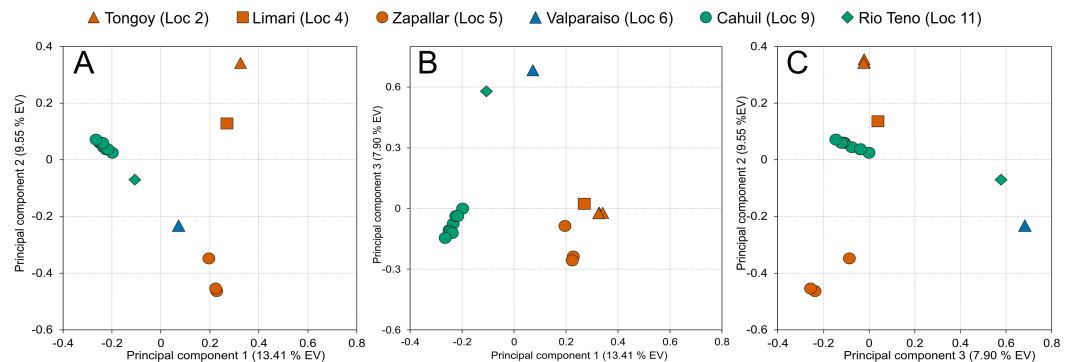 Tongoy (Loc 2) Limari (Loc 4) Zapallar (Loc 5) Valparaiso (Loc 6) Cahuil (Loc 9) Rio Teno (Loc 11)
A
Principal component 2 (9.55 % EV)
0.4
0.2
0
-0.2
-0.4
-0.6
-0.4 -0.2 0 0.2 0.4 0.6 0.8
Principal component 1 (13.41 % EV)
B
Principal component 3 (7.90 % EV)
0.6
0.3
0
-0.3
-0.6
-0.4 -0.2 0 0.2 0.4 0.6 0.8
Principal component 1 (13.41 % EV)
C
Principal component 2 (9.55 %EV)
0.4
0.2
0
-0.2
-0.4
-0.6
-0.4 -0.2 0 0.2 0.4 0.6 0.8
Principal component 3 (7.90 % EV)